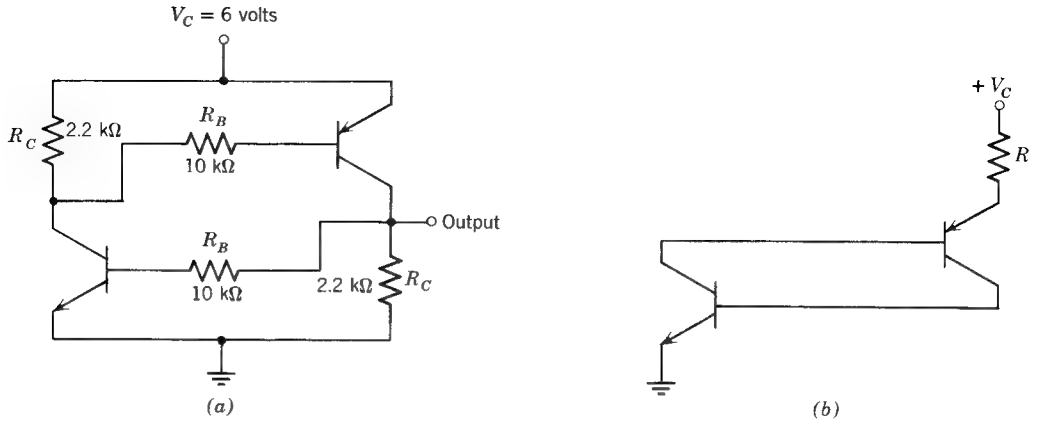 V_C = 6 volts
R_C
2.2 kΩ
R_B
10 kΩ
R_B
10 kΩ
Output
2.2 kΩ
R_C
(a)
+ V_C
R
(b)